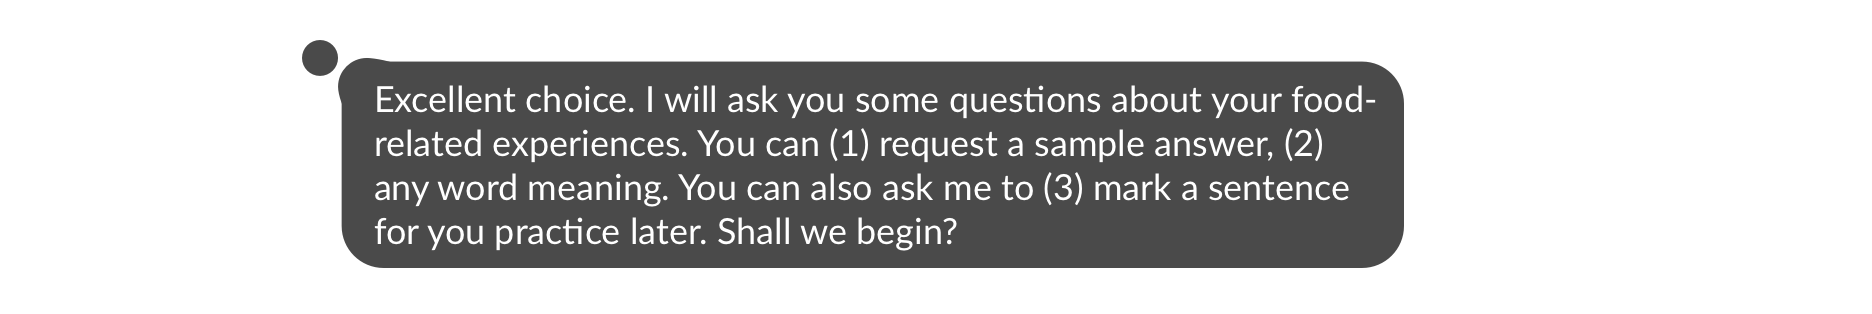 Excellent choice. I will ask you some questions about your food-
related experiences. You can (1) request a sample answer, (2)
any word meaning. You can also ask me to (3) mark a sentence
for you practice later. Shall we begin?